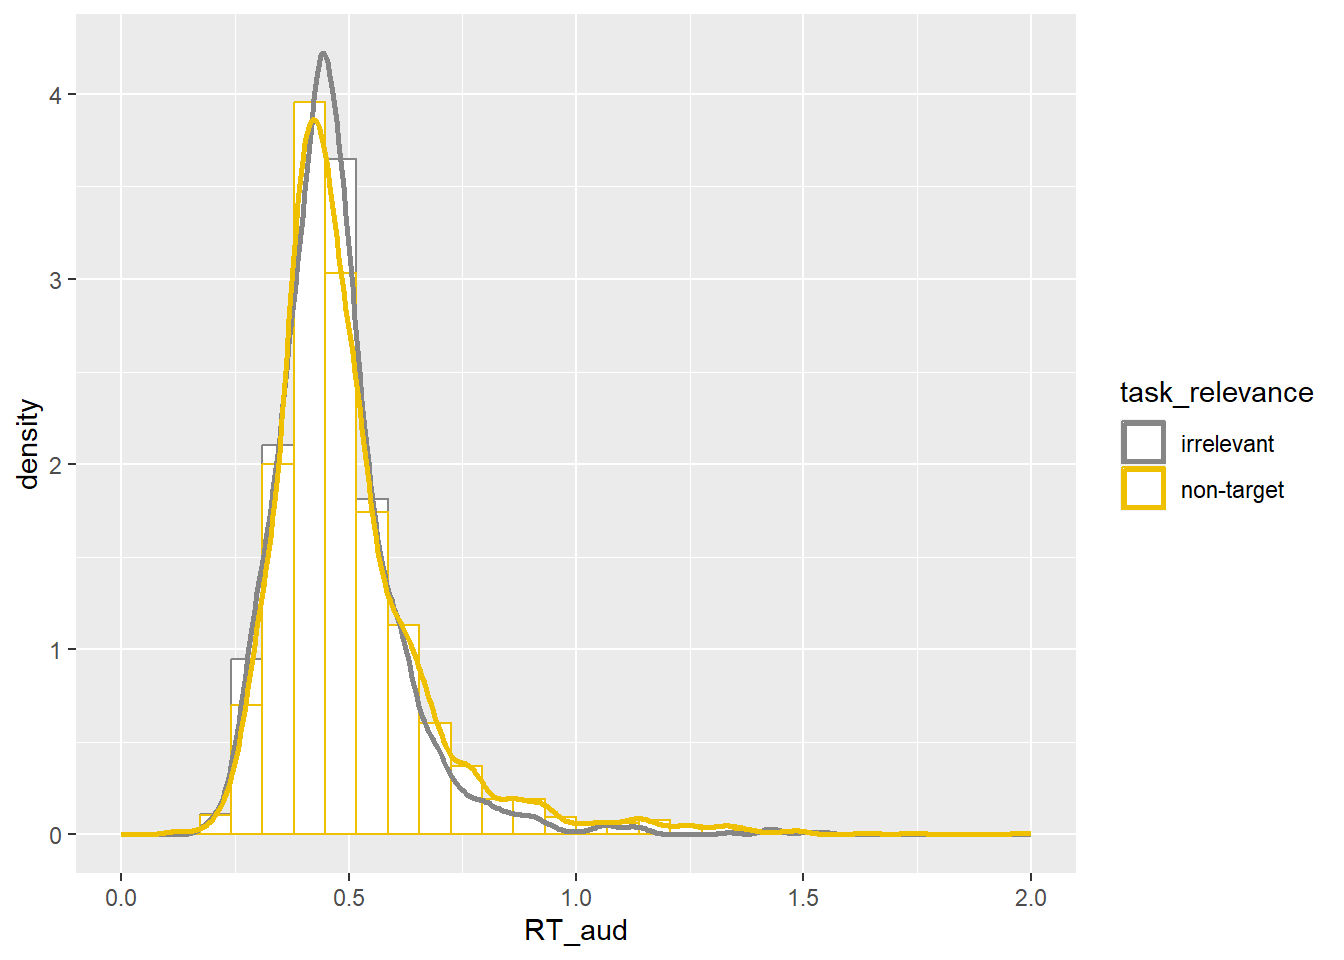 density
4
3
2
1
0
0.0 0.5 1.0 1.5 2.0
RT_aud
task_relevance
irrelevant
non-target